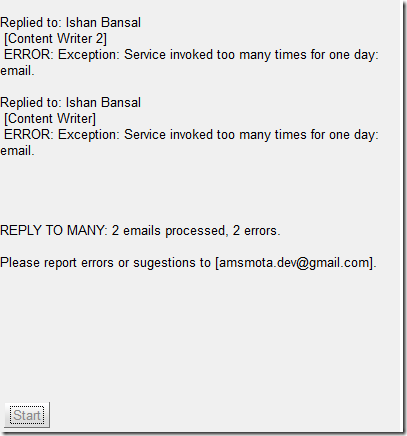 Replied to: Ishan Bansal
[Content Writer 2]
ERROR: Exception: Service invoked too many times for one day:
email.
Replied to: Ishan Bansal
[Content Writer]
ERROR: Exception: Service invoked too many times for one day:
email.
REPLY TO MANY: 2 emails processed, 2 errors.
Please report errors or sugestions to [amsmota.dev@gmail.com].
Start